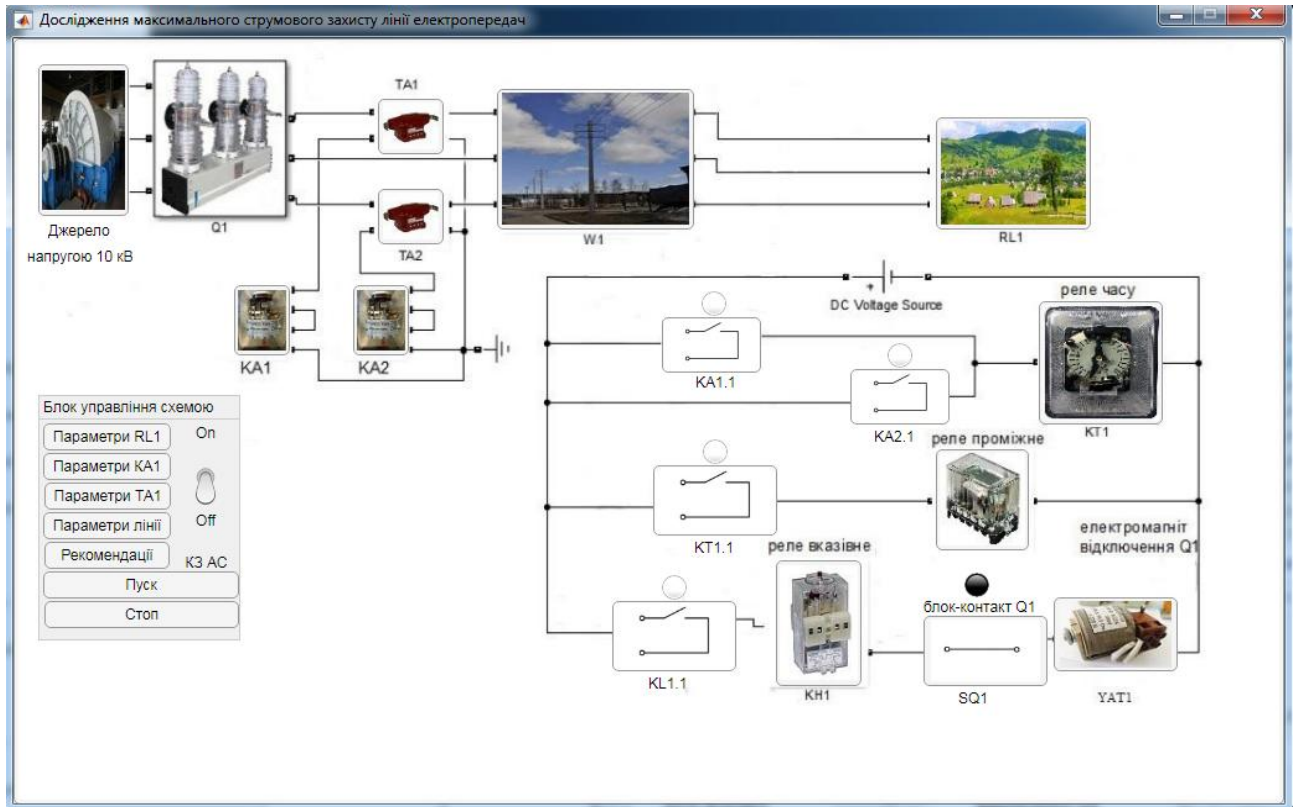 Дослідження максимального струмового захисту лінії електропередач
TA1
Q1
Джерело
напругою 10 кВ
TA2
W1
RL1
KA1
KA2
+
DC Voltage Source
реле часу
KA1.1
KA2.1
KT1
реле проміжне
KT1.1
реле вказівне
електромагніт
відключення Q1
блок-контакт Q1
KL1.1
KH1
SQ1
YAT1
Блок управління схемою
Параметри RL1
On
Параметри KA1
Параметри TA1
Параметри лінії
Off
Рекомендації
КЗ АС
Пуск
Стоп